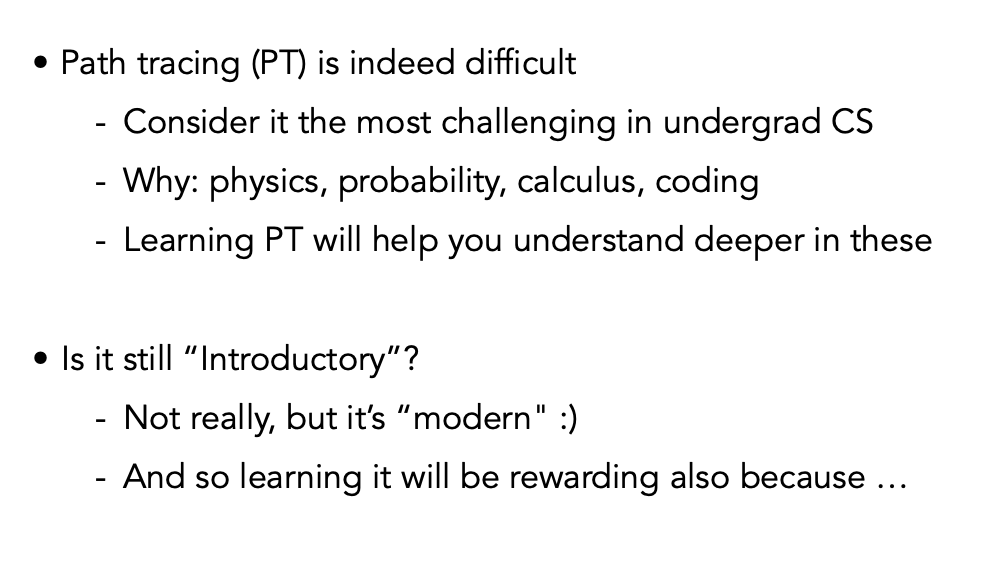 • Path tracing (PT) is indeed difficult
- Consider it the most challenging in undergrad CS
- Why: physics, probability, calculus, coding
- Learning PT will help you understand deeper in these
• Is it still “Introductory”?
- Not really, but it’s “modern" :)
- And so learning it will be rewarding also because …